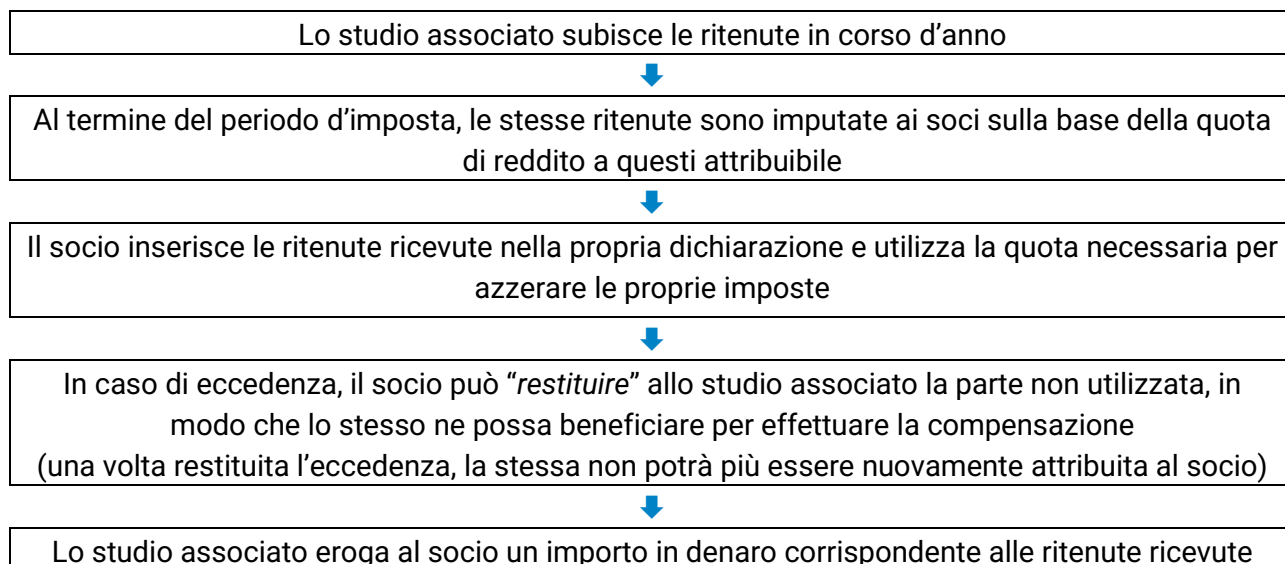 Lo studio associato subisce le ritenute in corso d’anno
Al termine del periodo d’imposta, le stesse ritenute sono imputate ai soci sulla base della quota
di reddito a questi attribuibile
Il socio inserisce le ritenute ricevute nella propria dichiarazione e utilizza la quota necessaria per
azzerare le proprie imposte
In caso di eccedenza, il socio può “restituire” allo studio associato la parte non utilizzata, in
modo che lo stesso ne possa beneficiare per effettuare la compensazione
(una volta restituita l’eccedenza, la stessa non potrà più essere nuovamente attribuita al socio)
Lo studio associato eroga al socio un importo in denaro corrispondente alle ritenute ricevute